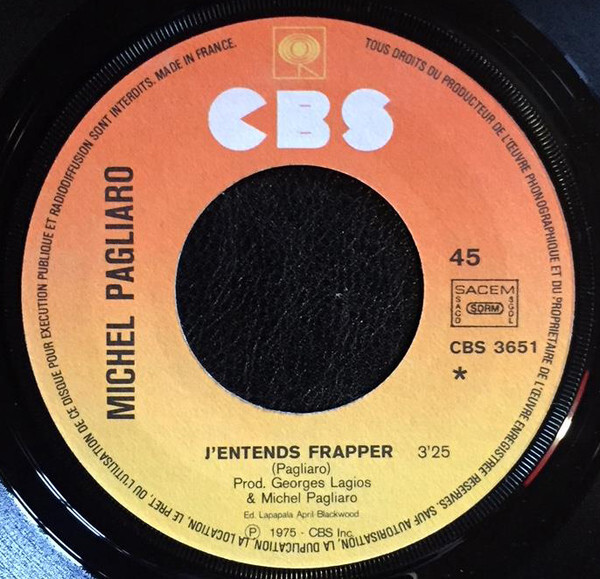 CBS
MICHEL PAGLIARO
45
SACEM
SACD SDRM SGDL
CBS 3651
*
J'ENTENDS FRAPPER 3'25
(Pagliaro)
Prod. Georges Lagios
& Michel Pagliaro
Ed. Lapapala April-Blackwood
Ⓟ 1975 - CBS Inc.
TOUS DROITS DU PRODUCTEUR DE L'ŒUVRE PHONOGRAPHIQUE ET DU PROPRIETAIRE DE L'ŒUVRE ENREGISTREE RESERVES. SAUF AUTORISATION, LA DUPLICATION, LA LOCATION, LE PRET, OU L'UTILISATION DE CE DISQUE POUR EXECUTION PUBLIQUE ET RADIODIFFUSION SONT INTERDITS. MADE IN FRANCE.